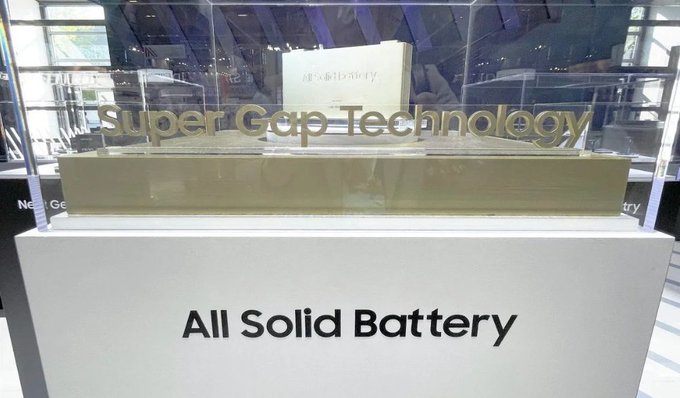 All Solid Battery
Super Gap Technology
All Solid Battery